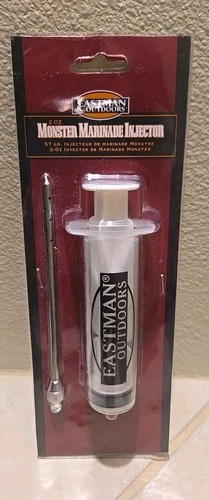 EASTMAN
OUTDOORS
2 OZ.
MONSTER MARINADE INJECTOR
57 GR. INJECTEUR DE MARINADE MONSTRE
2-OZ INYECTOR DE MARINADA MONSTER
EASTMAN®
OUTDOORS